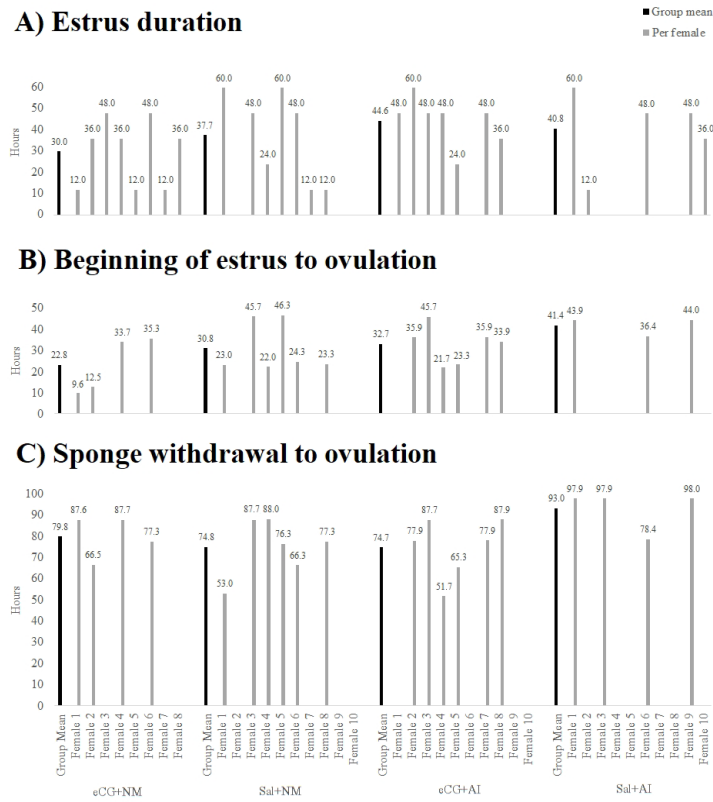 A) Estrus duration
Group mean
Per female
Hours
60
50
40
30
20
10
0
30.0 12.0 36.0 48.0 36.0 12.0 48.0 12.0 36.0
37.7 60.0 48.0 24.0 60.0 48.0 12.0 12.0
44.6 48.0 60.0 48.0 48.0 24.0 48.0 36.0
40.8 60.0 12.0 48.0 48.0 36.0
B) Beginning of estrus to ovulation
Hours
50
40
30
20
10
0
22.8 9.6 12.5 33.7 35.3
30.8 23.0 45.7 22.0 46.3 24.3 23.3
32.7 35.9 45.7 21.7 23.3 35.9 33.9
41.4 43.9 36.4 44.0
C) Sponge withdrawal to ovulation
Hours
100
90
80
70
60
50
40
30
20
10
0
79.8 87.6 66.5 87.7 77.3
74.8 53.0 87.7 88.0 76.3 66.3 77.3
74.7 77.9 87.7 51.7 65.3 77.9 87.9
93.0 97.9 97.9 78.4 98.0
Group Mean
Female 1
Female 2
Female 3
Female 4
Female 5
Female 6
Female 7
Female 8
Group Mean
Female 1
Female 2
Female 3
Female 4
Female 5
Female 6
Female 7
Female 8
Female 9
Female 10
Group Mean
Female 1
Female 2
Female 3
Female 4
Female 5
Female 6
Female 7
Female 8
Female 9
Female 10
Group Mean
Female 1
Female 2
Female 3
Female 4
Female 5
Female 6
Female 7
Female 8
Female 9
Female 10
eCG+NM
Sal+NM
eCG+AI
Sal+AI